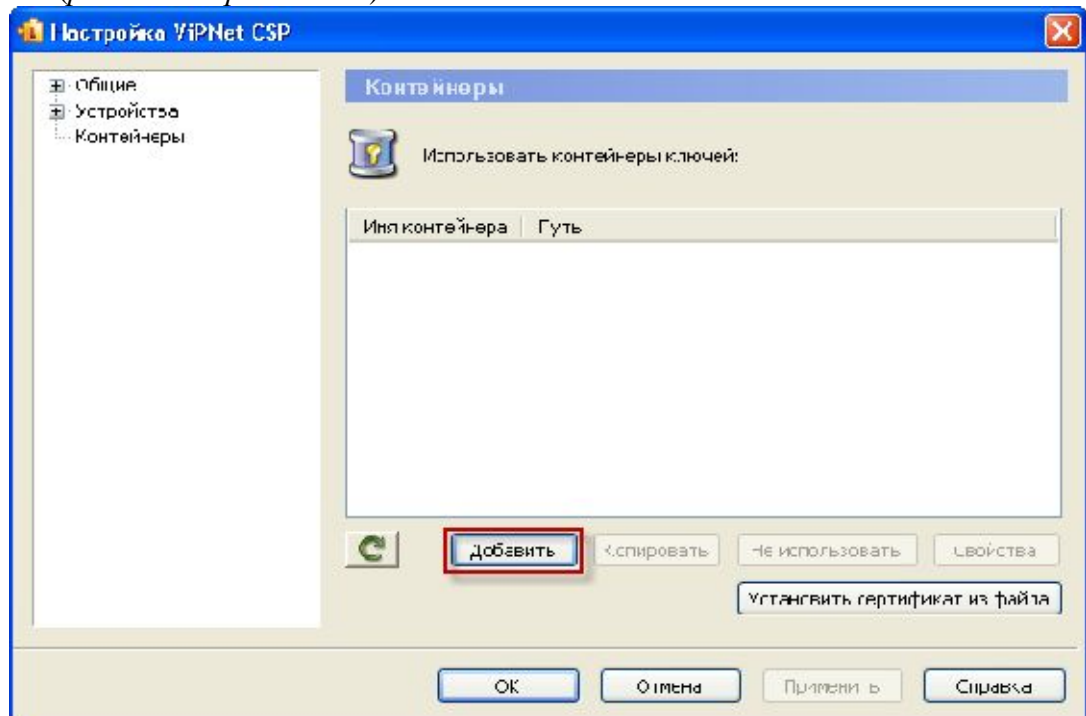 Настройка ViPNet CSP
Общие
Устройства
Контейнеры
Контейнеры
Использовать контейнеры ключей:
Имя контейнера Путь
Добавить Копировать Не использовать Свойства
Установить сертификат из файла
ОК Отмена Применить Справка